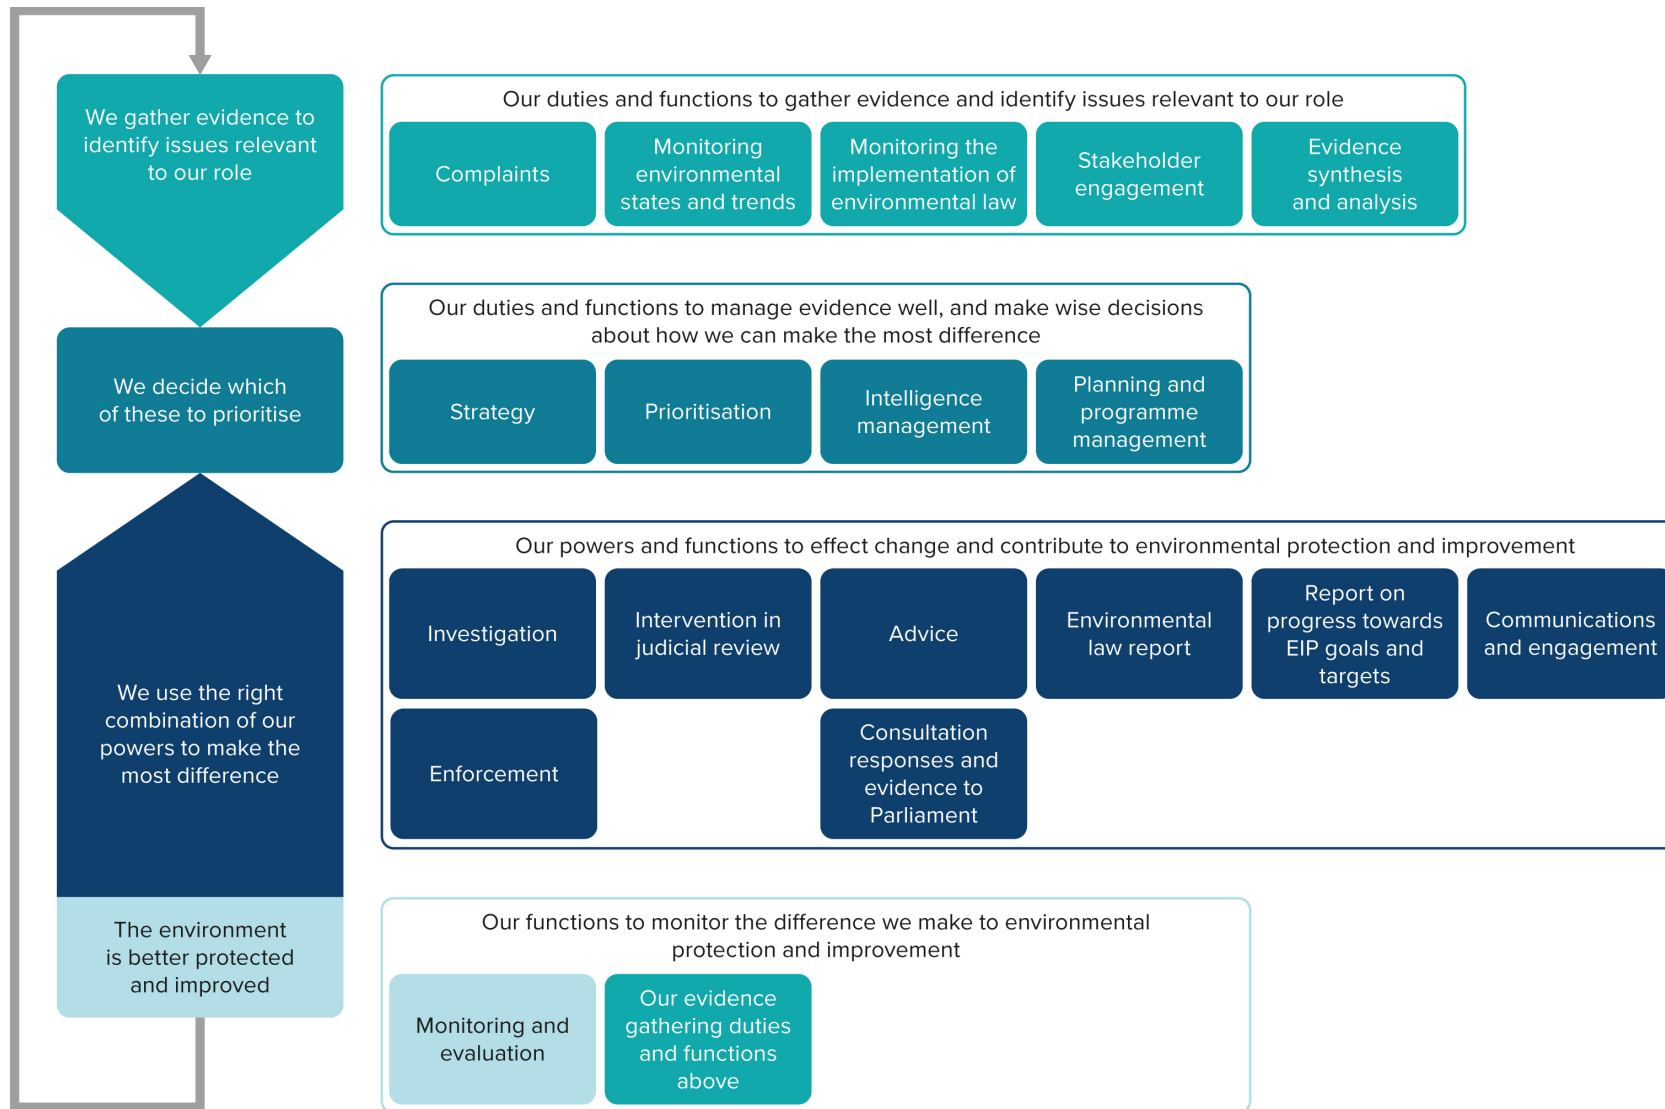 We gather evidence to
identify issues relevant
to our role
Our duties and functions to gather evidence and identify issues relevant to our role
Complaints
Monitoring
environmental
states and trends
Monitoring the
implementation of
environmental law
Stakeholder
engagement
Evidence
synthesis
and analysis
We decide which
of these to prioritise
Our duties and functions to manage evidence well, and make wise decisions
about how we can make the most difference
Strategy
Prioritisation
Intelligence
management
Planning and
programme
management
We use the right
combination of our
powers to make the
most difference
Our powers and functions to effect change and contribute to environmental protection and improvement
Investigation
Intervention in
judicial review
Advice
Environmental
law report
Report on
progress towards
EIP goals and
targets
Communications
and engagement
Enforcement
Consultation
responses and
evidence to
Parliament
The environment
is better protected
and improved
Our functions to monitor the difference we make to environmental
protection and improvement
Monitoring and
evaluation
Our evidence
gathering duties
and functions
above